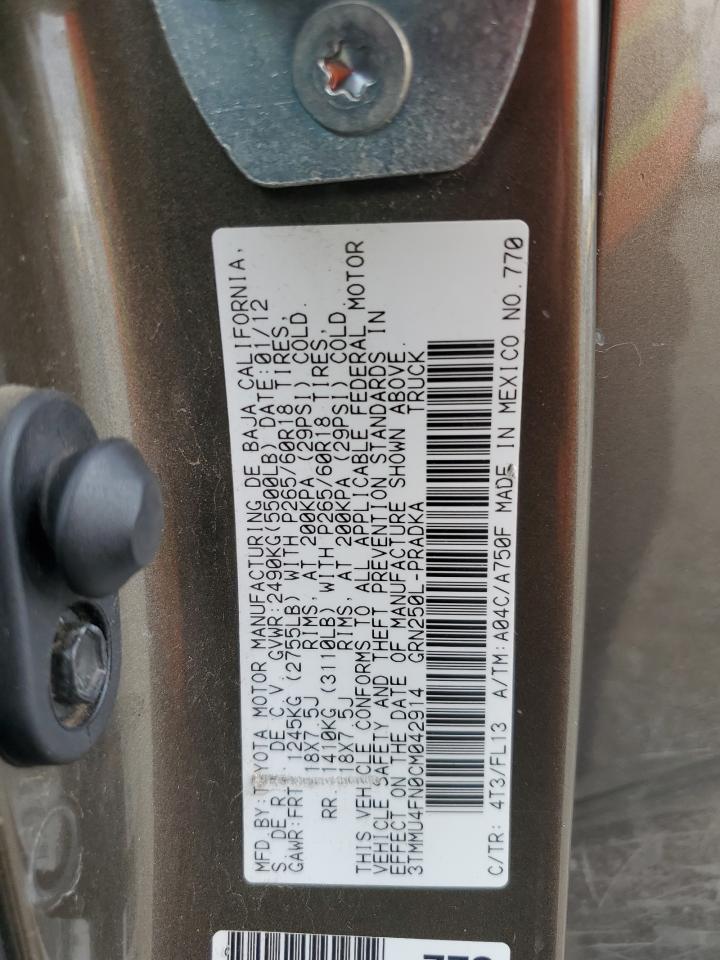 MFD.BY:TOYOTA MOTOR MANUFACTURING DE BAJA CALIFORNIA,
S. DE R.L. DE C.V. GVWR:2490KG(5500LB) DATE:01/12
GAWR:FRT. 1245KG (2755LB) WITH P265/60R18 TIRES,
18X7.5J RIMS, AT 200KPA (29PSI) COLD.
RR. 1410KG (3110LB) WITH P265/60R18 TIRES,
18X7.5J RIMS, AT 200KPA (29PSI) COLD.
THIS VEHICLE CONFORMS TO ALL APPLICABLE FEDERAL MOTOR
VEHICLE SAFETY AND THEFT PREVENTION STANDARDS IN
EFFECT ON THE DATE OF MANUFACTURE SHOWN ABOVE.
3TMMU4FN0CM042914 GRN250L-PRADKA TRUCK
C/TR: 4T3/FL13 A/TM:A04C/A750F MADE IN MEXICO NO.770